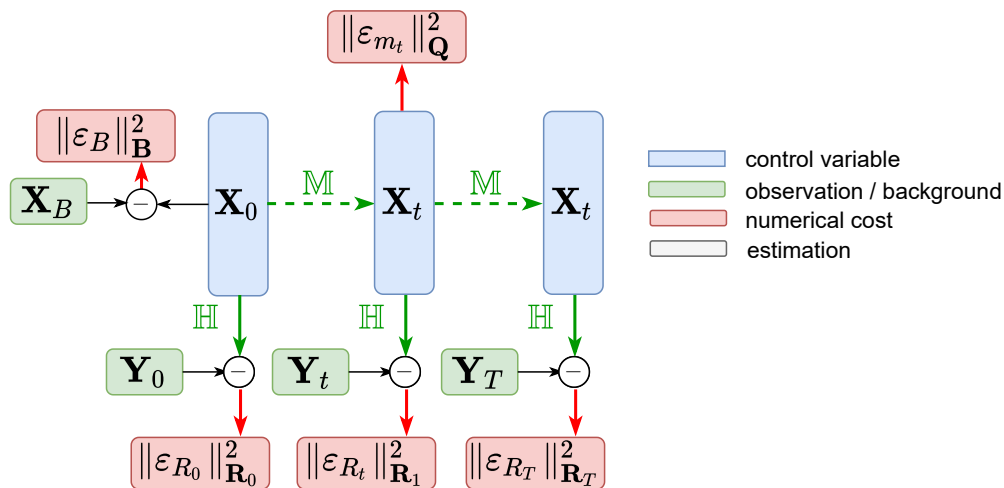 ‖ε_{m_t}‖²_𝐐
‖ε_B‖²_𝐁
𝐗_B
−
𝐗_0
𝕄
𝐗_t
𝕄
𝐗_t
ℍ
ℍ
ℍ
𝐘_0
−
𝐘_t
−
𝐘_T
−
‖ε_{R_0}‖²_{𝐑_0}
‖ε_{R_t}‖²_{𝐑_1}
‖ε_{R_T}‖²_{𝐑_T}
control variable
observation / background
numerical cost
estimation